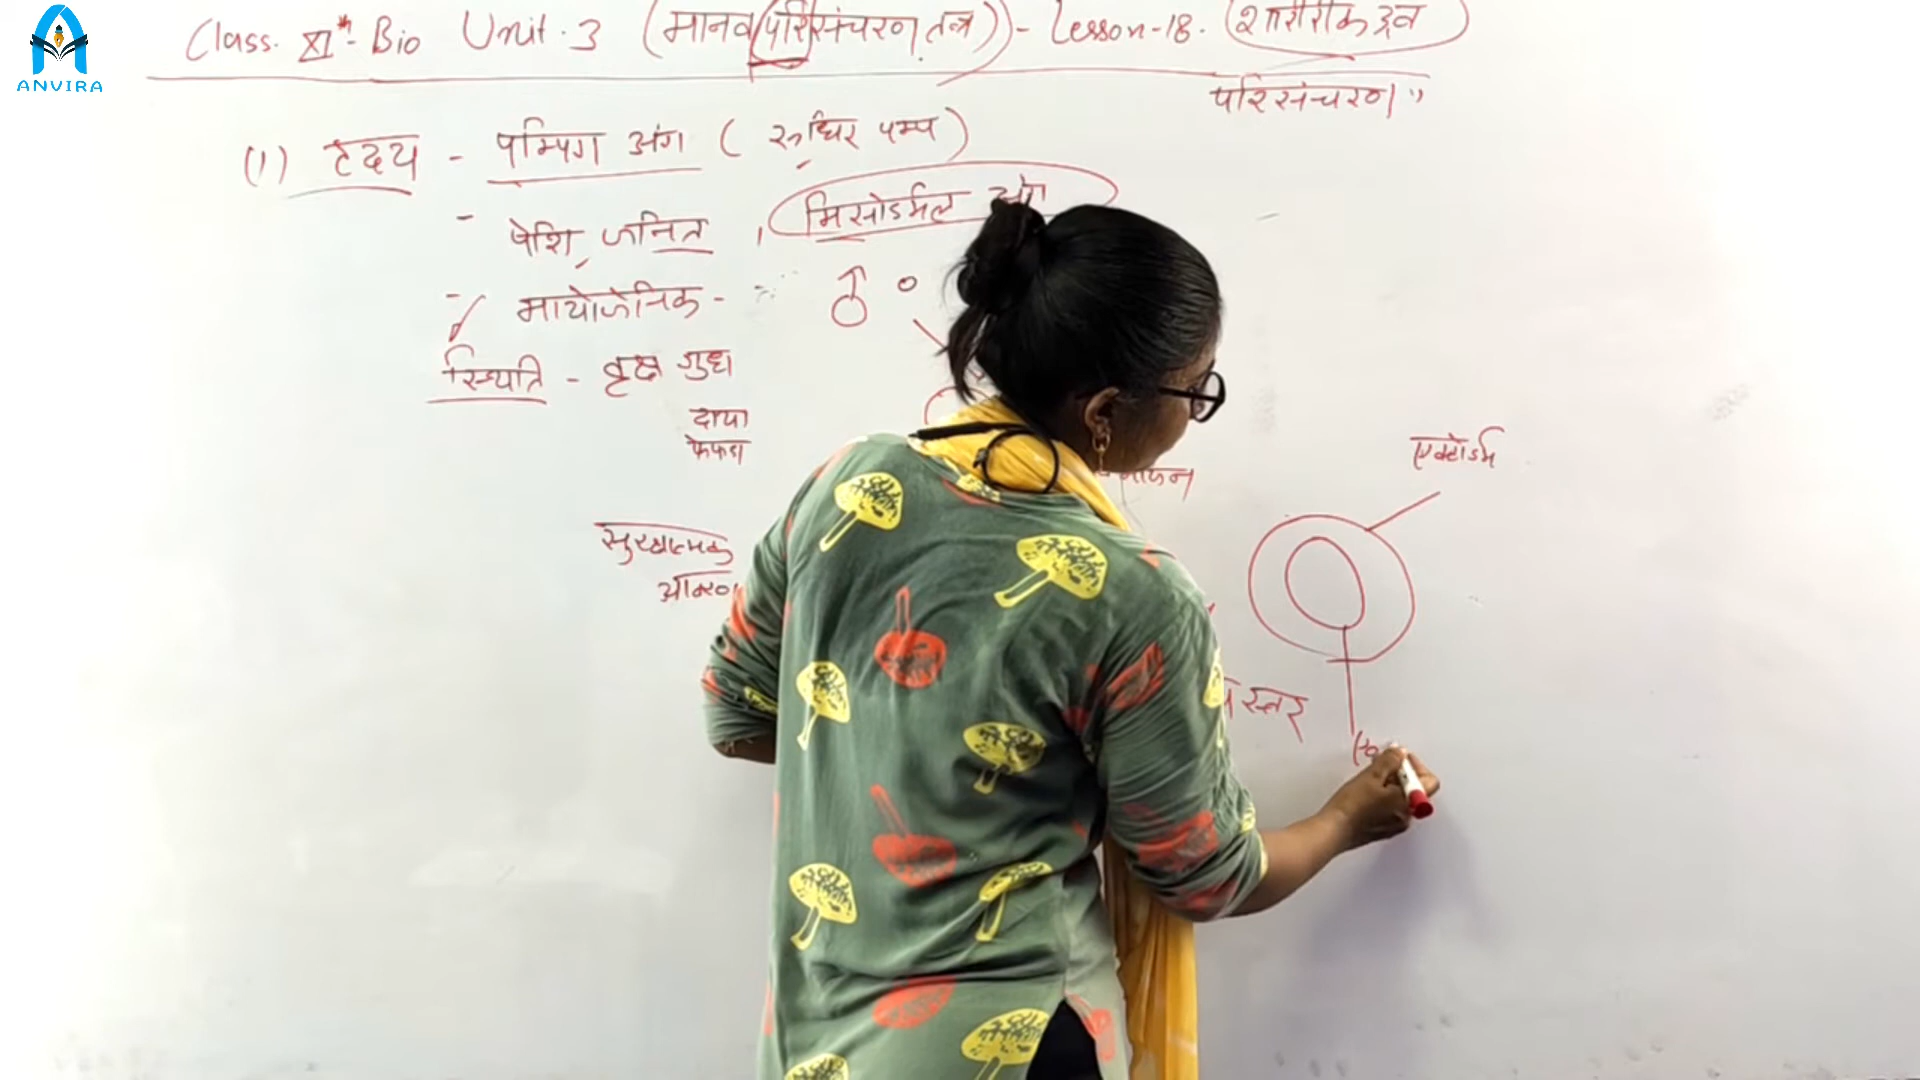 ANVIRA
Class. XIth Bio Unit.3 (मानव (परिसंचरण तन्त्र)) - Lesson-18. शारीरिक द्रव
परिसंचरण"
(1) हृदय - पम्पिंग अंग ( रूधिर पम्प )
- पेशि जनित , मिसोडर्मल अंग
- मायोजेनिक -
स्थिति - वृक्ष गुधा
दाया
फेफडा
एक्टोडर्म
सुरक्षात्मक
स्तर